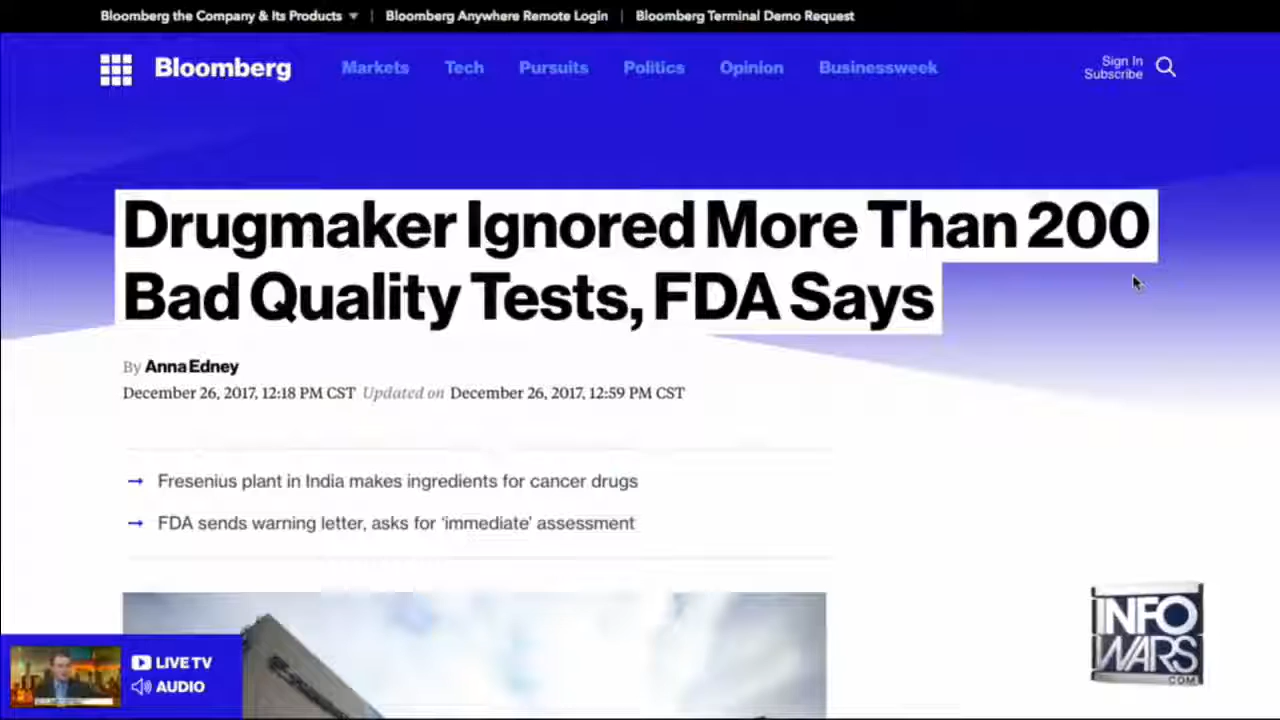 Bloomberg the Company & Its Products
Bloomberg Anywhere Remote Login
Bloomberg Terminal Demo Request
Bloomberg
Markets
Tech
Pursuits
Politics
Opinion
Businessweek
Sign In
Subscribe
Drugmaker Ignored More Than 200
Bad Quality Tests, FDA Says
By Anna Edney
December 26, 2017, 12:18 PM CST Updated on December 26, 2017, 12:59 PM CST
→ Fresenius plant in India makes ingredients for cancer drugs
→ FDA sends warning letter, asks for ‘immediate’ assessment
LIVE TV
AUDIO
INFO
WARS
.COM